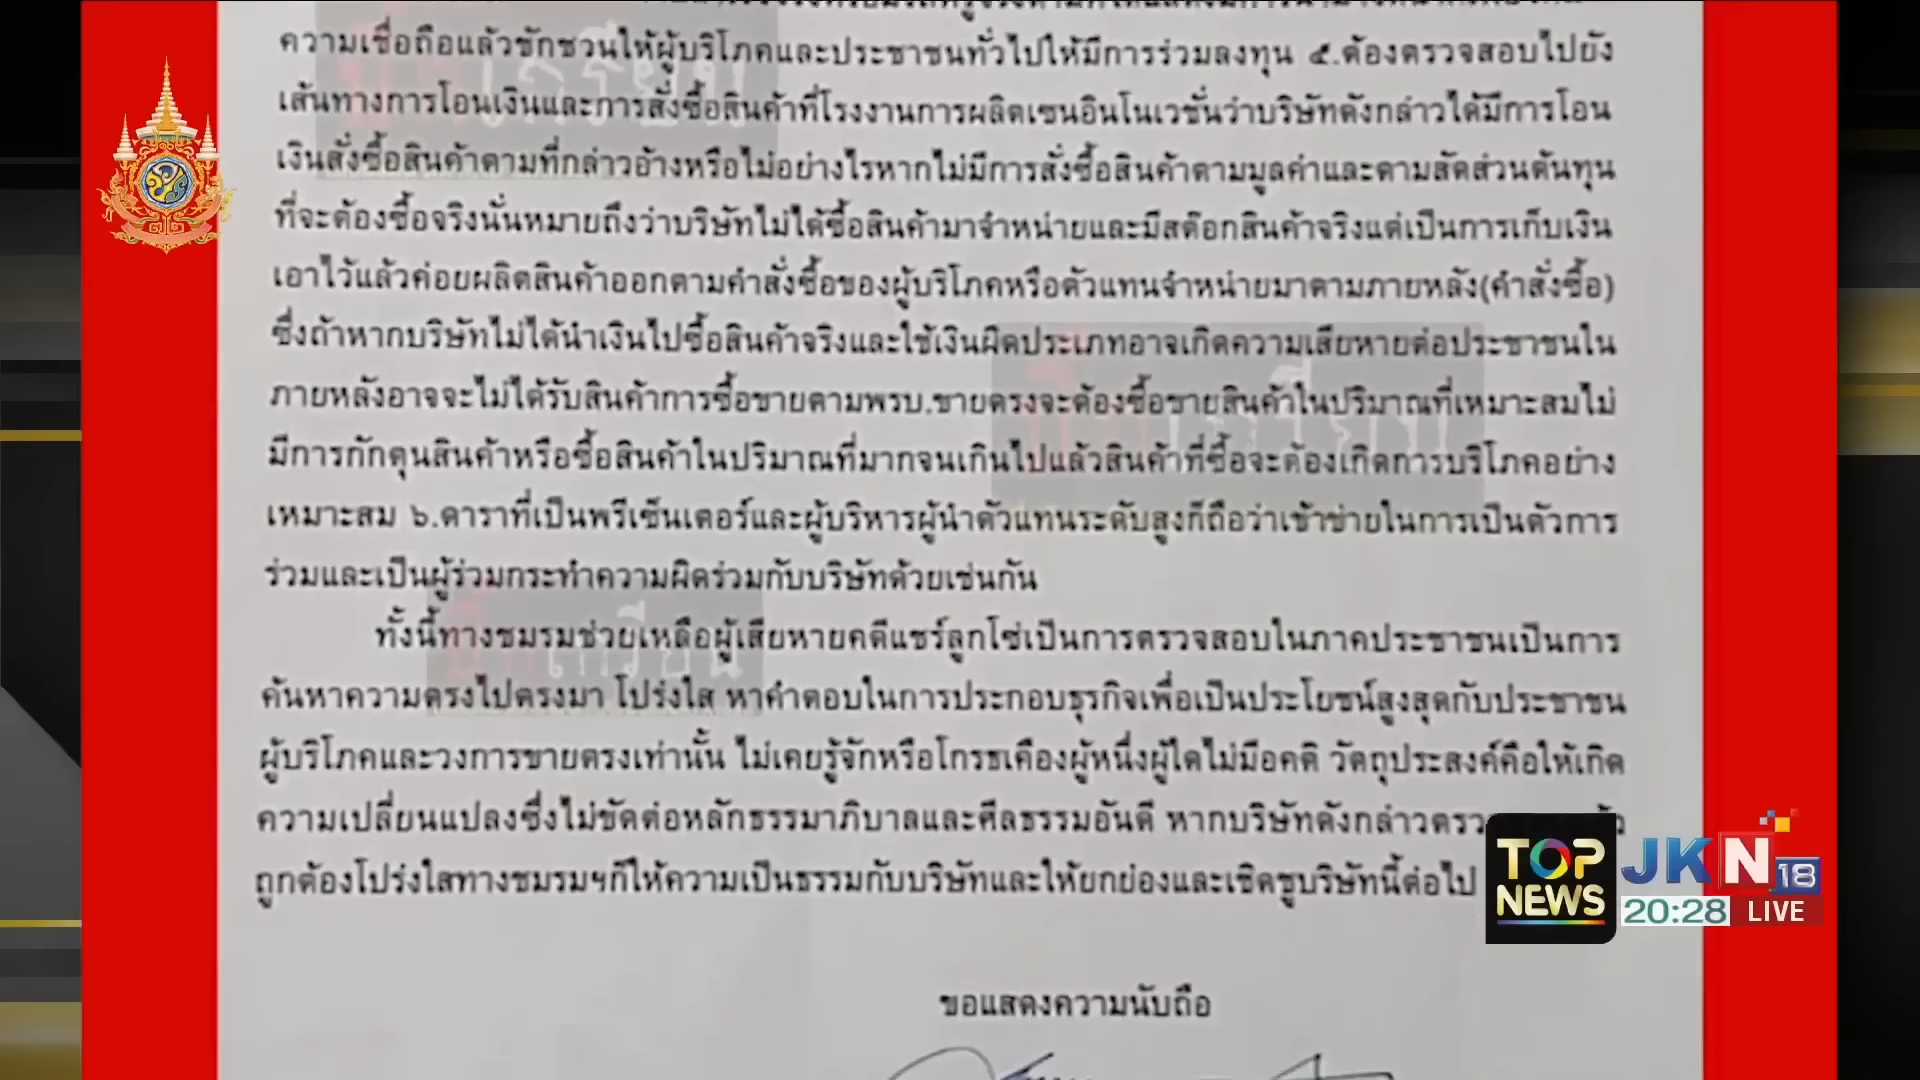 ความเชื่อถือแล้วชักชวนให้ผู้บริโภคและประชาชนทั่วไปให้มีการร่วมลงทุน ๕.ต้องตรวจสอบไปยัง
เส้นทางการโอนเงินและการสั่งซื้อสินค้าที่โรงงานการผลิตเซนอินโนเวชั่นว่าบริษัทดังกล่าวได้มีการโอน
เงินสั่งซื้อสินค้าตามที่กล่าวอ้างหรือไม่อย่างไรหากไม่มีการสั่งซื้อสินค้าตามมูลค่าและตามสัดส่วนต้นทุน
ที่จะต้องซื้อจริงนั่นหมายถึงว่าบริษัทไม่ได้ซื้อสินค้ามาจำหน่ายและมีสต๊อกสินค้าจริงแต่เป็นการเก็บเงิน
เอาไว้แล้วค่อยผลิตสินค้าออกตามคำสั่งซื้อของผู้บริโภคหรือตัวแทนจำหน่ายมาตามภายหลัง(คำสั่งซื้อ)
ซึ่งถ้าหากบริษัทไม่ได้นำเงินไปซื้อสินค้าจริงและใช้เงินผิดประเภทอาจเกิดความเสียหายต่อประชาชนใน
ภายหลังอาจจะไม่ได้รับสินค้าการซื้อขายตามพรบ.ขายตรงจะต้องซื้อขายสินค้าในปริมาณที่เหมาะสมไม่
มีการกักตุนสินค้าหรือซื้อสินค้าในปริมาณที่มากจนเกินไปแล้วสินค้าที่ซื้อจะต้องเกิดการบริโภคอย่าง
เหมาะสม ๖.ดาราที่เป็นพรีเซ็นเตอร์และผู้บริหารผู้นำตัวแทนระดับสูงก็ถือว่าเข้าข่ายในการเป็นตัวการ
ร่วมและเป็นผู้ร่วมกระทำความผิดร่วมกับบริษัทด้วยเช่นกัน
ทั้งนี้ทางชมรมช่วยเหลือผู้เสียหายคดีแชร์ลูกโซ่เป็นการตรวจสอบในภาคประชาชนเป็นการ
ค้นหาความตรงไปตรงมา โปร่งใส หาคำตอบในการประกอบธุรกิจเพื่อเป็นประโยชน์สูงสุดกับประชาชน
ผู้บริโภคและวงการขายตรงเท่านั้น ไม่เคยรู้จักหรือโกรธเคืองผู้หนึ่งผู้ใดไม่มีอคติ วัตถุประสงค์คือให้เกิด
ความเปลี่ยนแปลงซึ่งไม่ขัดต่อหลักธรรมาภิบาลและศีลธรรมอันดี หากบริษัทดังกล่าว
ถูกต้องโปร่งใสทางชมรมฯก็ให้ความเป็นธรรมกับบริษัทและให้ยกย่องและเชิดชูบริษัทนี้ต่อไป
TOP NEWS
JKN 18
20:28 LIVE
ขอแสดงความนับถือ